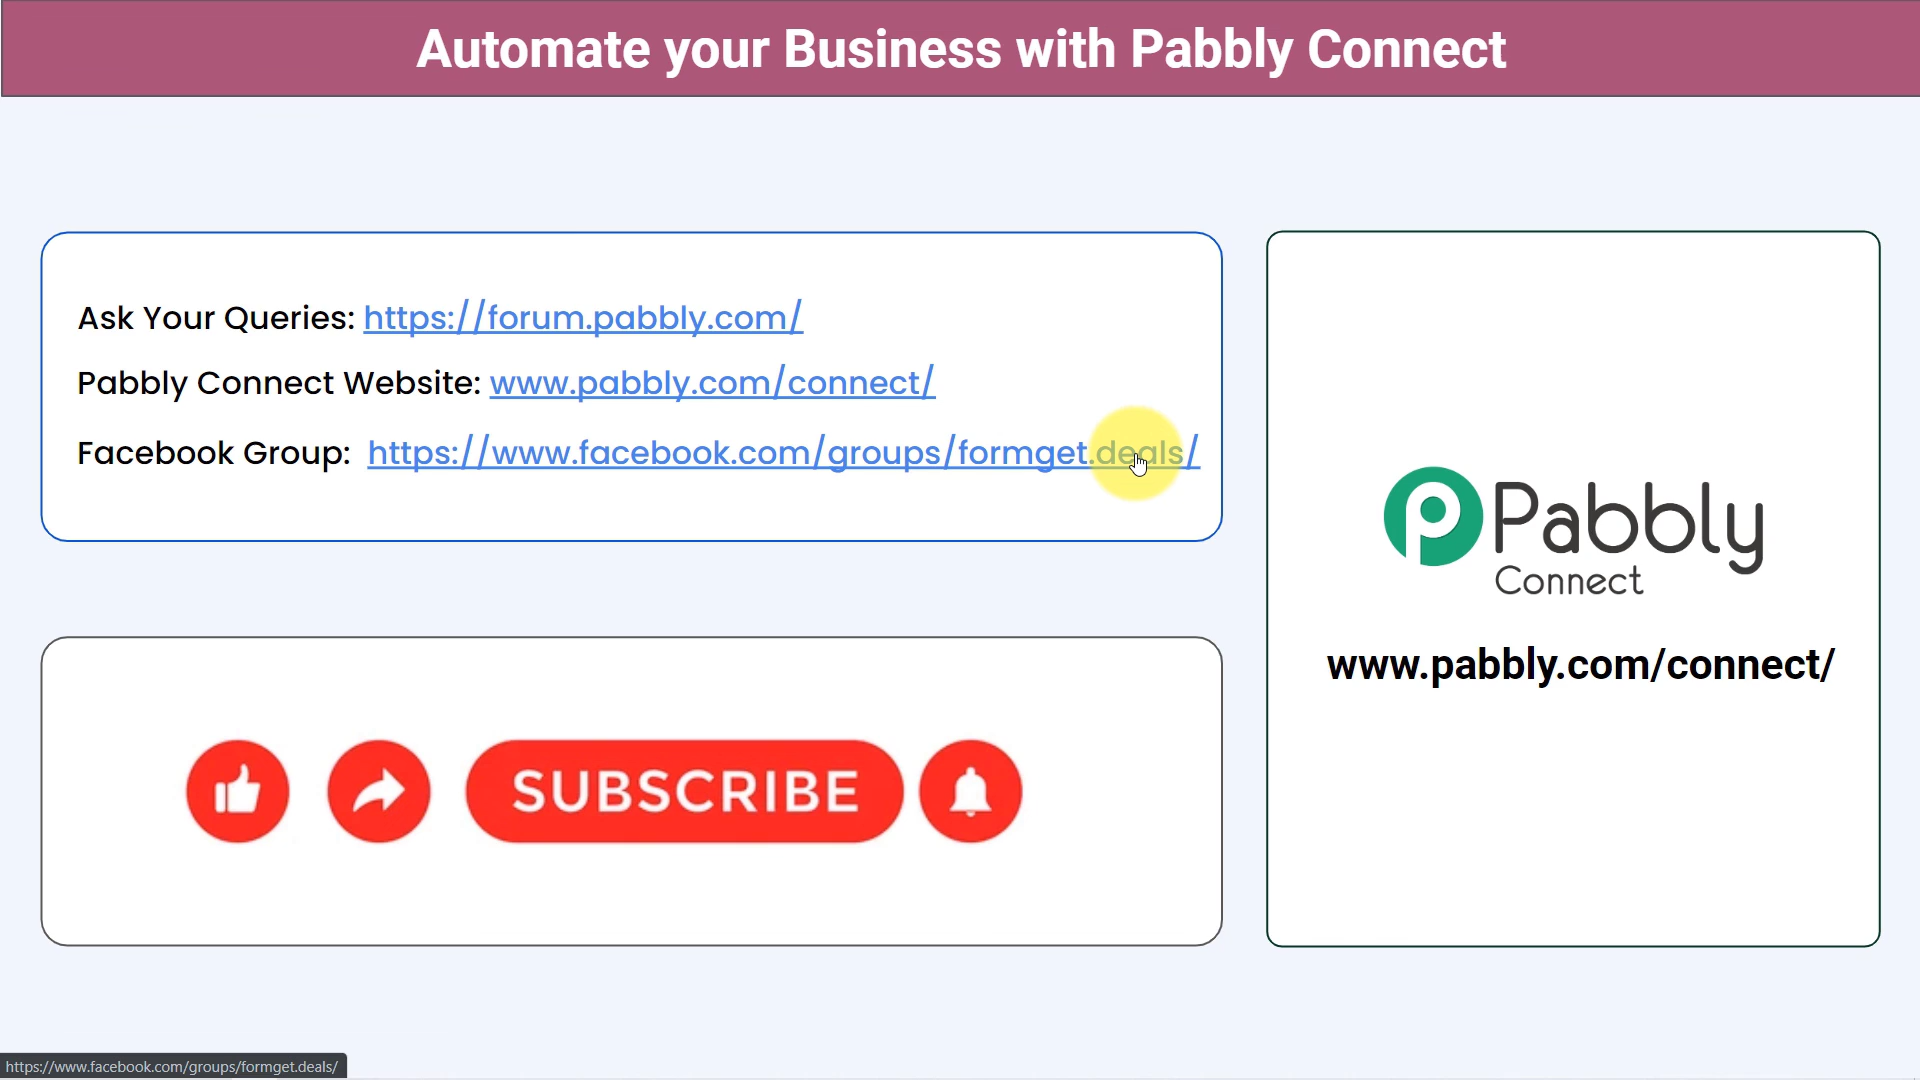 Automate your Business with Pabbly Connect
Ask Your Queries: https://forum.pabbly.com/
Pabbly Connect Website: www.pabbly.com/connect/
Facebook Group: https://www.facebook.com/groups/formget.deals/
SUBSCRIBE
Pabbly
Connect
www.pabbly.com/connect/
https://www.facebook.com/groups/formget.deals/